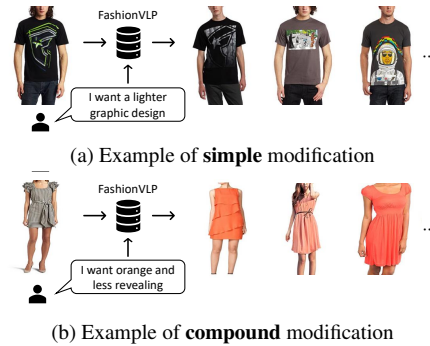 FashionVLP
I want a lighter
graphic design
...
(a) Example of simple modification
FashionVLP
I want orange and
less revealing
...
(b) Example of compound modification